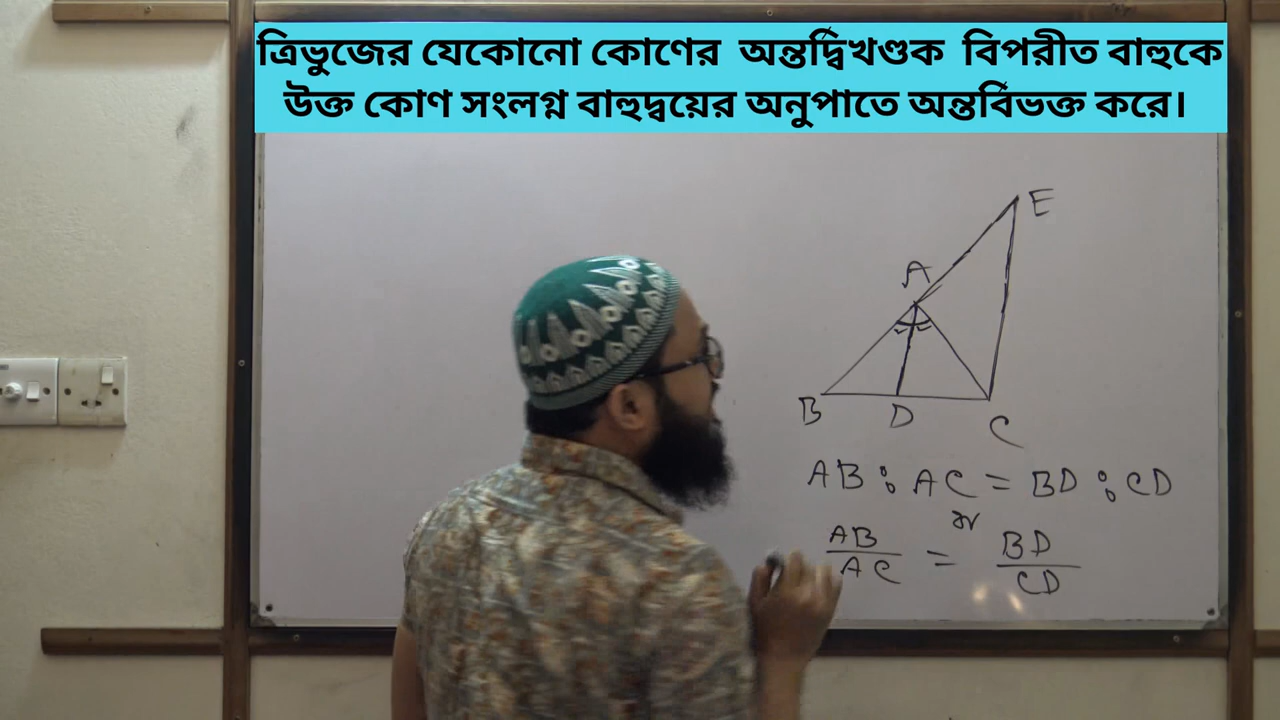 ত্রিভুজের যেকোনো কোণের অন্তর্দ্বিখণ্ডক বিপরীত বাহুকে
উক্ত কোণ সংলগ্ন বাহুদ্বয়ের অনুপাতে অন্তর্বিভক্ত করে।
E
A
B D C
AB : AC = BD : CD
or
AB/AC = BD/CD